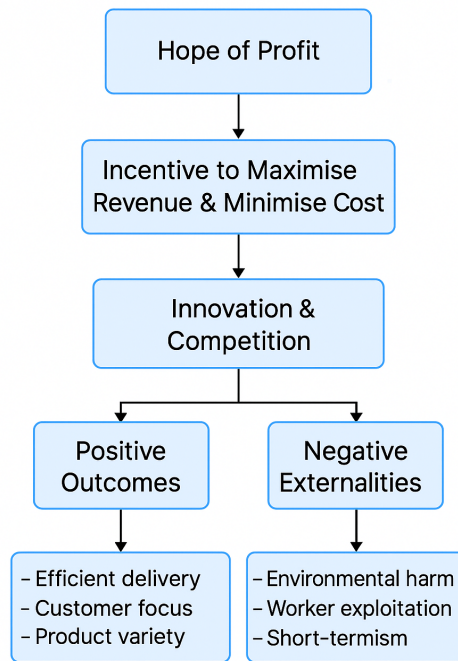 Hope of Profit
Incentive to Maximise
Revenue & Minimise Cost
Innovation &
Competition
Positive
Outcomes
Negative
Externalities
– Efficient delivery
– Customer focus
– Product variety
– Environmental harm
– Worker exploitation
– Short-termism